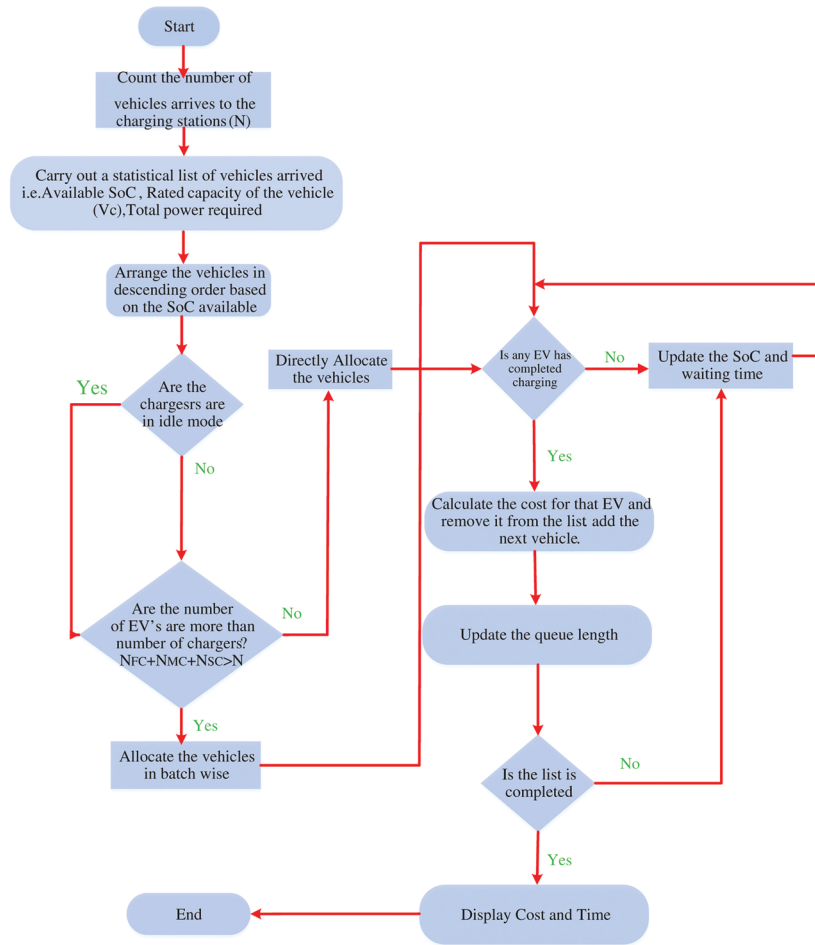 Start
Count the number of
vehicles arrives to the
charging stations (N)
Carry out a statistical list of vehicles arrived
i.e.Available SoC, Rated capacity of the vehicle
(Vc),Total power required
Arrange the vehicles in
descending order based
on the SoC available
Are the
chargesrs are
in idle mode
Yes
No
Are the number
of EV's are more than
number of chargers?
NFC+NMC+NSC>N
No
Yes
Directly Allocate
the vehicles
Allocate the vehicles
in batch wise
Is any EV has
completed
charging
No
Yes
Update the SoC and
waiting time
Calculate the cost for that EV and
remove it from the list. add the
next vehicle.
Update the queue length
Is the list is
completed
No
Yes
Display Cost and Time
End